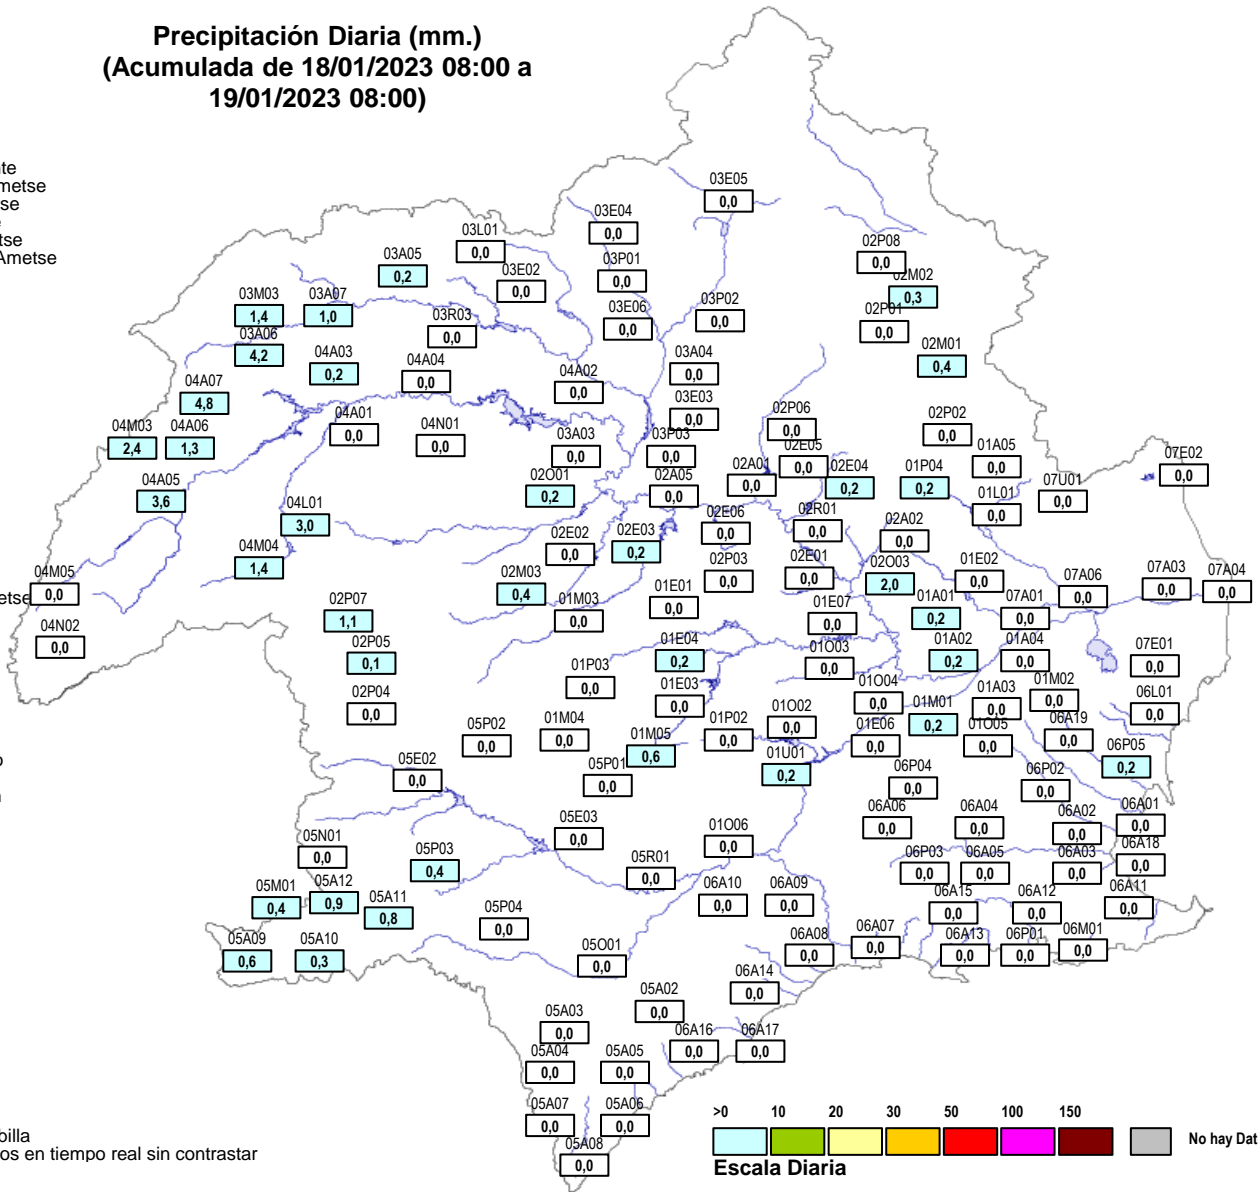 Precipitación Diaria (mm.)
(Acumulada de 18/01/2023 08:00 a
19/01/2023 08:00)
nte
metse
tse
e
tse
Ametse
03E05
0,0
03E04
0,0
03L01
0,0
03A05
0,2
03E02
0,0
03P01
0,0
02P08
0,0
02M02
0,3
03M03
1,4
03A07
1,0
03R03
0,0
03E06
0,0
03P02
0,0
02P01
0,0
03A06
4,2
04A03
0,2
04A04
0,0
04A02
0,0
03A04
0,0
02M01
0,4
04A07
4,8
03E03
0,0
04M03
2,4
04A06
1,3
04A01
0,0
04N01
0,0
03A03
0,0
03P03
0,0
02P06
0,0
02P02
0,0
02E05
0,0
01A05
0,0
07E02
0,0
04A05
3,6
02O01
0,2
02A05
0,0
02A01
0,0
02E04
0,2
01P04
0,2
07U01
0,0
04L01
3,0
01L01
0,0
02E06
0,0
02R01
0,0
02A02
0,0
04M04
1,4
02E02
0,0
02E03
0,2
02P03
0,0
02E01
0,0
02O03
2,0
01E02
0,0
04M05
0,0
etse
02M03
0,4
01M03
0,0
01E01
0,0
01E07
0,0
01A01
0,2
07A01
0,0
07A06
0,0
07A03
0,0
07A04
0,0
04N02
0,0
02P07
1,1
02P05
0,1
01E04
0,2
01O03
0,0
01A02
0,2
01A04
0,0
07E01
0,0
02P04
0,0
01P03
0,0
01E03
0,0
01O04
0,0
01A03
0,0
01M02
0,0
06L01
0,0
05P02
0,0
01M04
0,0
01M05
0,6
01P02
0,0
01O02
0,0
01E06
0,0
01M01
0,2
01O05
0,0
06A19
0,0
06P05
0,2
05E02
0,0
05P01
0,0
01U01
0,2
06P04
0,0
06P02
0,0
05E03
0,0
01O06
0,0
06A06
0,0
06A04
0,0
06A02
0,0
06A01
0,0
05N01
0,0
05P03
0,4
05R01
0,0
06P03
0,0
06A05
0,0
06A03
0,0
06A18
0,0
05M01
0,4
05A12
0,9
05A11
0,8
05P04
0,0
06A10
0,0
06A09
0,0
06A15
0,0
06A12
0,0
06A11
0,0
05A09
0,6
05A10
0,3
05O01
0,0
06A08
0,0
06A07
0,0
06A13
0,0
06P01
0,0
06M01
0,0
05A03
0,0
05A02
0,0
06A14
0,0
05A04
0,0
05A05
0,0
06A16
0,0
06A17
0,0
05A07
0,0
05A06
0,0
05A08
0,0
billa
os en tiempo real sin contrastar
>0 10 20 30 50 100 150
No hay Dat
Escala Diaria